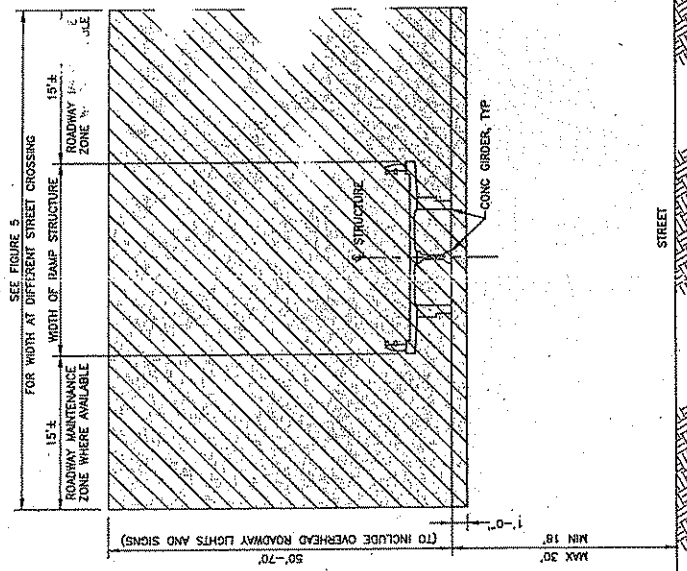 SEE FIGURE 5
FOR WIDTH AT DIFFERENT STREET CROSSING
15'±
WIDTH OF RAMP STRUCTURE
15'±
ROADWAY MAINTENANCE
ZONE WHERE AVAILABLE
ROADWAY
ZONE
℄ STRUCTURE
CONC GIRDER, TYP
50'-70'
(TO INCLUDE OVERHEAD ROADWAY LIGHTS AND SIGNS)
1'-0"
MAX 30'
MIN 18'
STREET